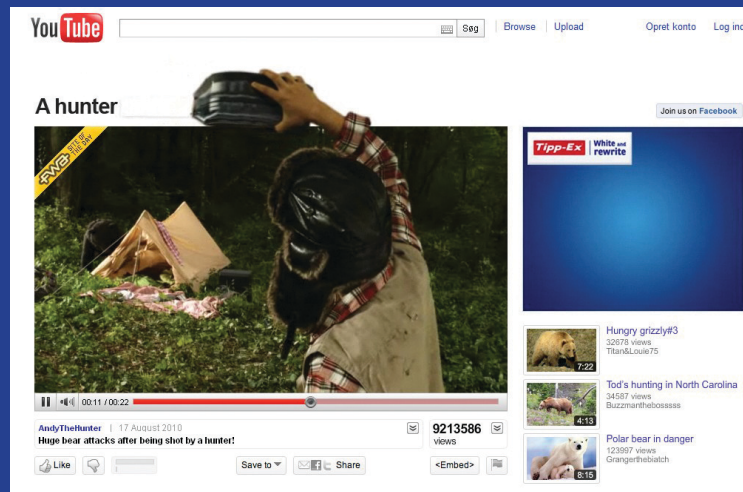 You Tube
Søg
Browse
Upload
Opret konto
Log ind
A hunter
Join us on Facebook
fwa SITE OF THE DAY
Tipp-Ex
White and rewrite
00:11 / 00:22
AndyTheHunter | 17 August 2010
Huge bear attacks after being shot by a hunter!
9213586
views
Like
Save to
Share
<Embed>
Hungry grizzly#3
32678 views
Titan&Louie75
7:22
Tod's hunting in North Carolina
34587 views
Buzzmanthebosssss
4:13
Polar bear in danger
123997 views
Grangerthebiatch
8:15